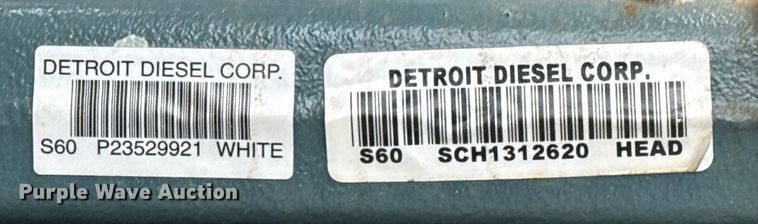 DETROIT DIESEL CORP.
S60 P23529921 WHITE
DETROIT DIESEL CORP.
S60 SCH1312620 HEAD
Purple Wave Auction